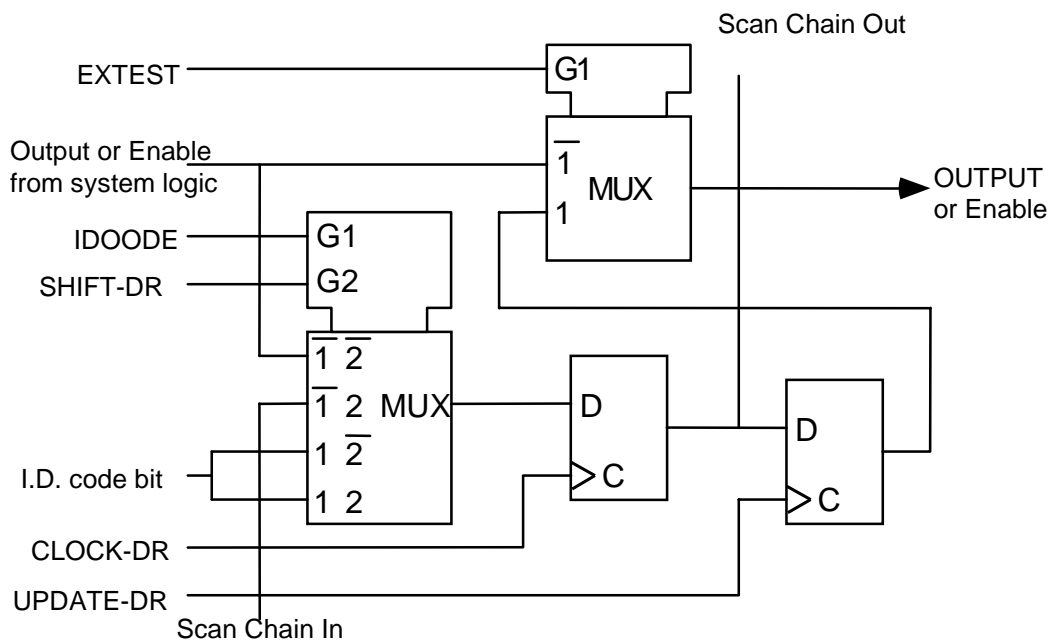 Scan Chain Out
EXTEST
G1
Output or Enable
from system logic
1
MUX
1
OUTPUT
or Enable
IDOODE
G1
SHIFT-DR
G2
1 2
1 2 MUX
1 2
1 2
D
C
D
C
I.D. code bit
CLOCK-DR
UPDATE-DR
Scan Chain In